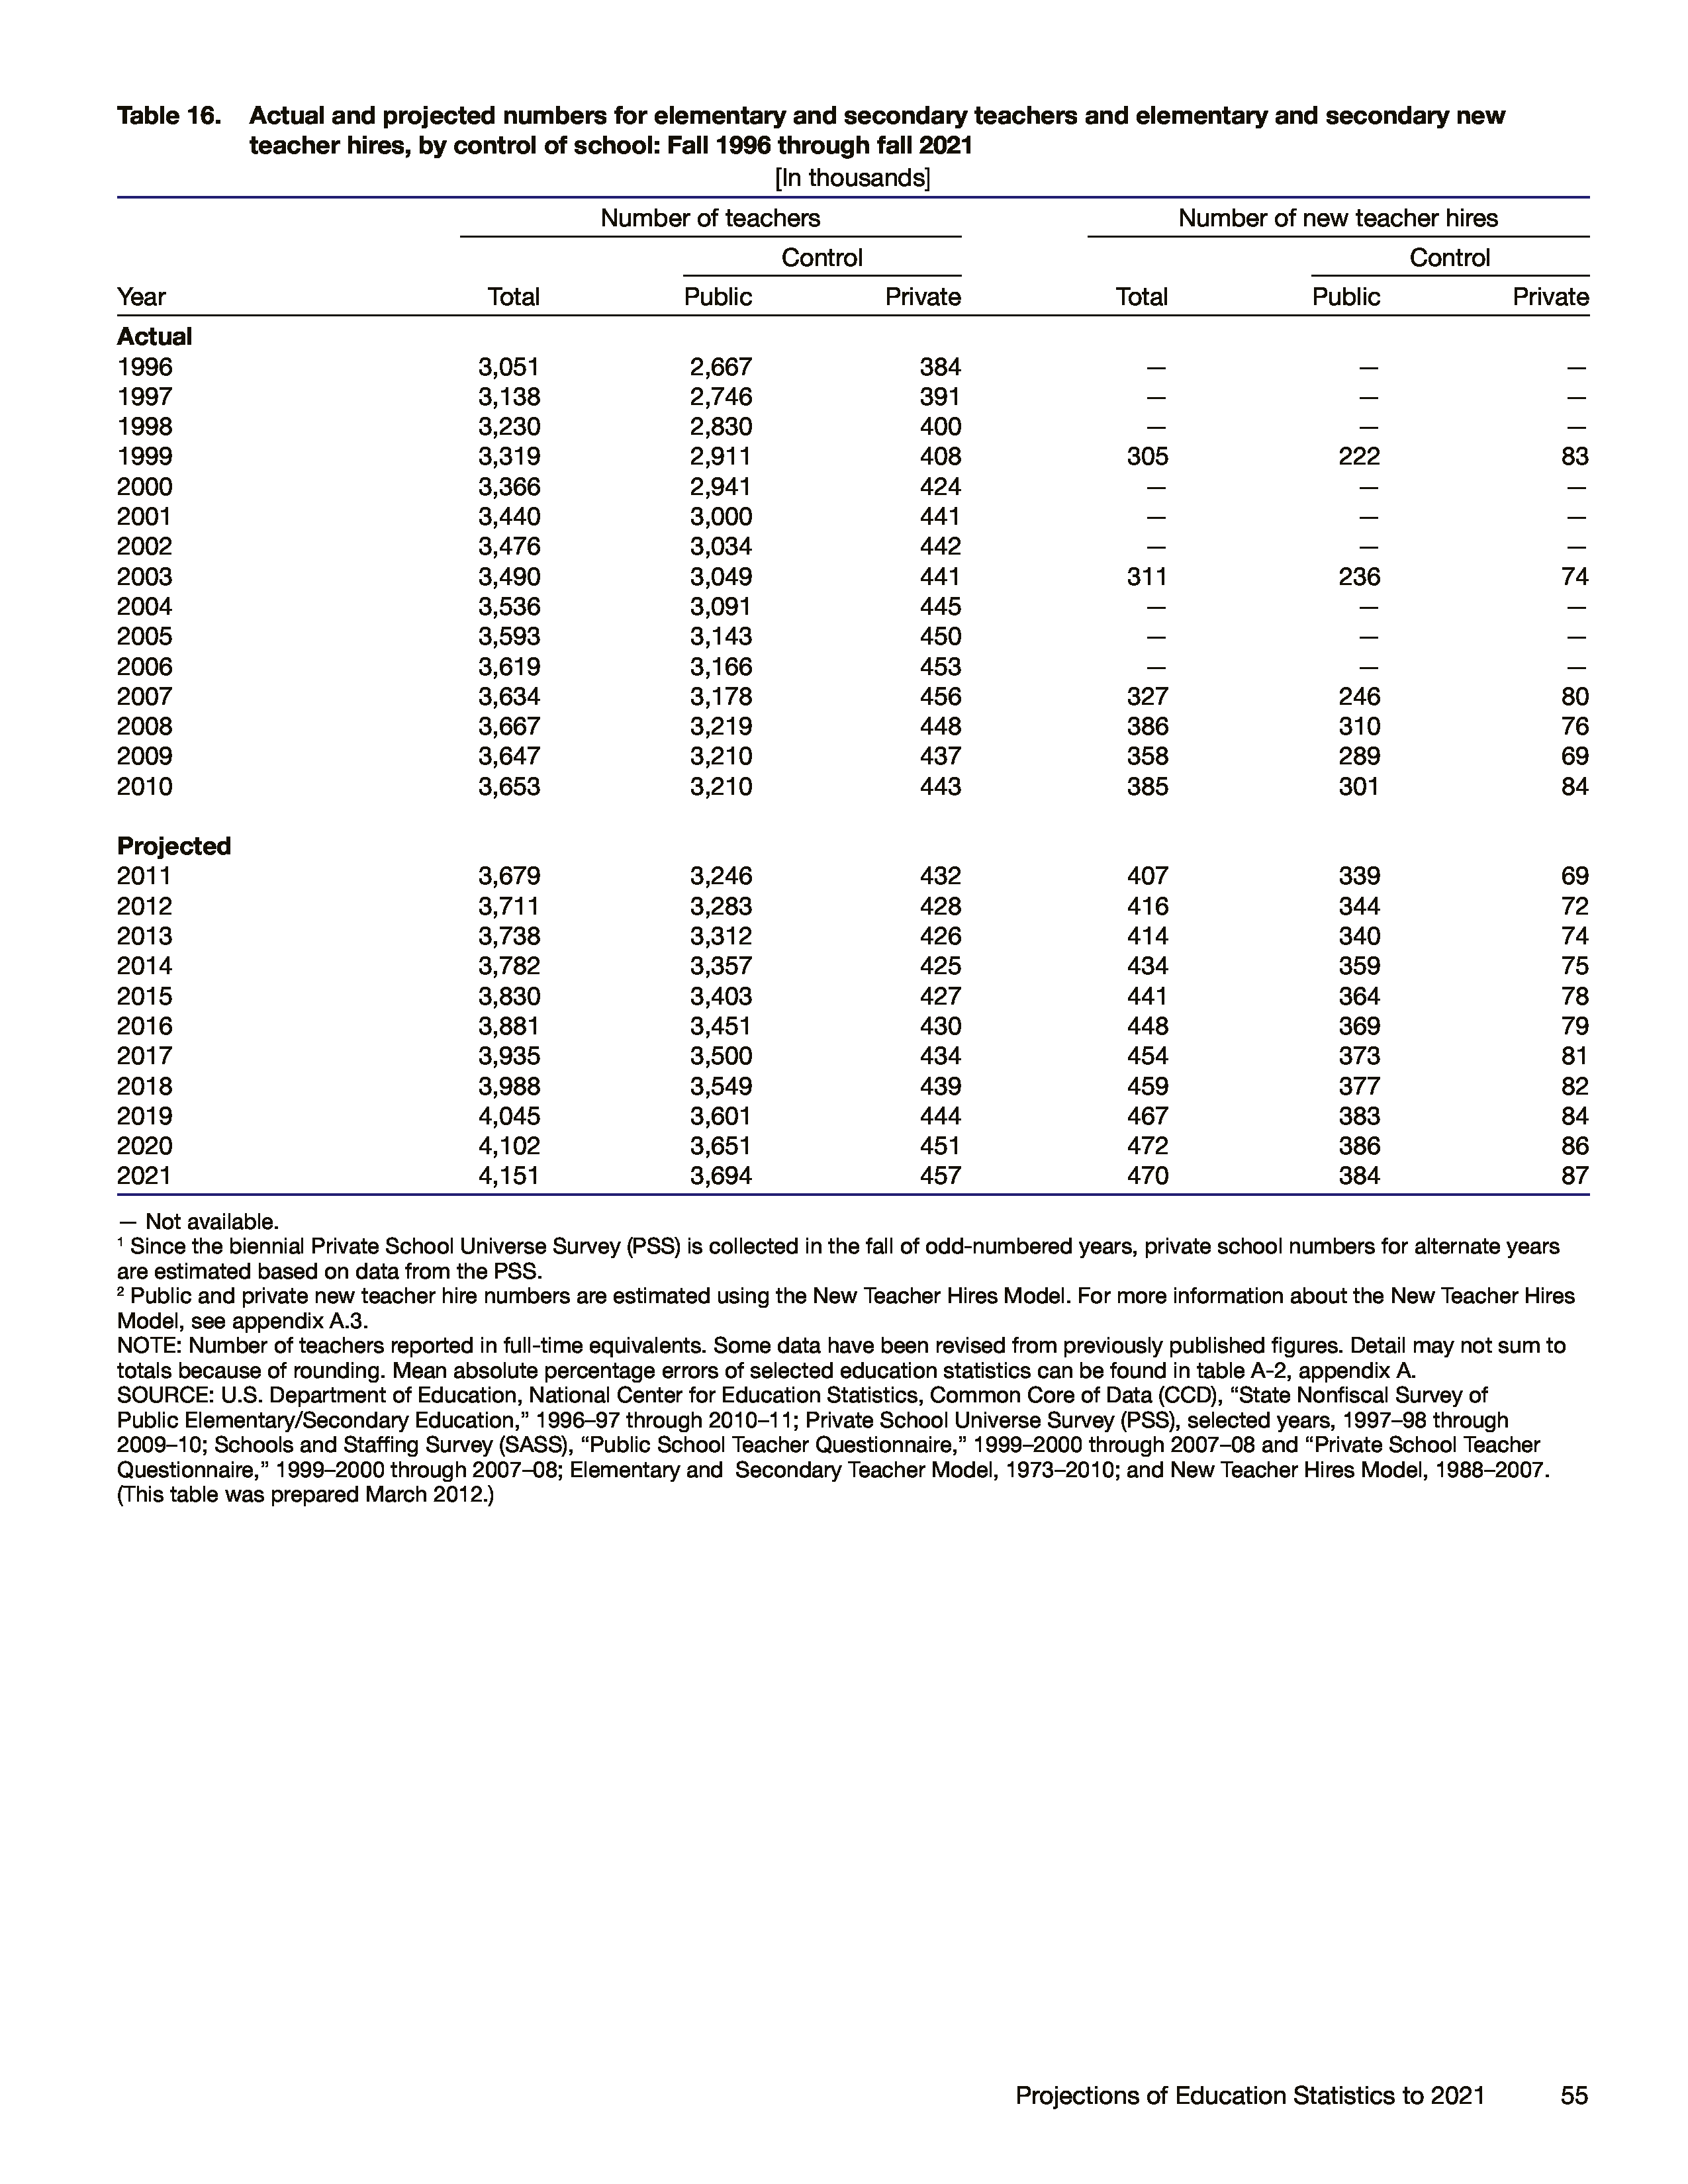 Table 16. Actual and projected numbers for elementary and secondary teachers and elementary and secondary new
teacher hires, by control of school: Fall 1996 through fall 2021
[In thousands]
Number of teachers Number of new teacher hires
Control Control
Year Total Public Private Total Public Private
Actual
1996 3,051 2,667 384 — — —
1997 3,138 2,746 391 — — —
1998 3,230 2,830 400 — — —
1999 3,319 2,911 408 305 222 83
2000 3,366 2,941 424 — — —
2001 3,440 3,000 441 — — —
2002 3,476 3,034 442 — — —
2003 3,490 3,049 441 311 236 74
2004 3,536 3,091 445 — — —
2005 3,593 3,143 450 — — —
2006 3,619 3,166 453 — — —
2007 3,634 3,178 456 327 246 80
2008 3,667 3,219 448 386 310 76
2009 3,647 3,210 437 358 289 69
2010 3,653 3,210 443 385 301 84
Projected
2011 3,679 3,246 432 407 339 69
2012 3,711 3,283 428 416 344 72
2013 3,738 3,312 426 414 340 74
2014 3,782 3,357 425 434 359 75
2015 3,830 3,403 427 441 364 78
2016 3,881 3,451 430 448 369 79
2017 3,935 3,500 434 454 373 81
2018 3,988 3,549 439 459 377 82
2019 4,045 3,601 444 467 383 84
2020 4,102 3,651 451 472 386 86
2021 4,151 3,694 457 470 384 87
— Not available.
¹ Since the biennial Private School Universe Survey (PSS) is collected in the fall of odd-numbered years, private school numbers for alternate years
are estimated based on data from the PSS.
² Public and private new teacher hire numbers are estimated using the New Teacher Hires Model. For more information about the New Teacher Hires
Model, see appendix A.3.
NOTE: Number of teachers reported in full-time equivalents. Some data have been revised from previously published figures. Detail may not sum to
totals because of rounding. Mean absolute percentage errors of selected education statistics can be found in table A-2, appendix A.
SOURCE: U.S. Department of Education, National Center for Education Statistics, Common Core of Data (CCD), “State Nonfiscal Survey of
Public Elementary/Secondary Education,” 1996–97 through 2010–11; Private School Universe Survey (PSS), selected years, 1997–98 through
2009–10; Schools and Staffing Survey (SASS), “Public School Teacher Questionnaire,” 1999–2000 through 2007–08 and “Private School Teacher
Questionnaire,” 1999–2000 through 2007–08; Elementary and Secondary Teacher Model, 1973–2010; and New Teacher Hires Model, 1988–2007.
(This table was prepared March 2012.)
Projections of Education Statistics to 2021 55